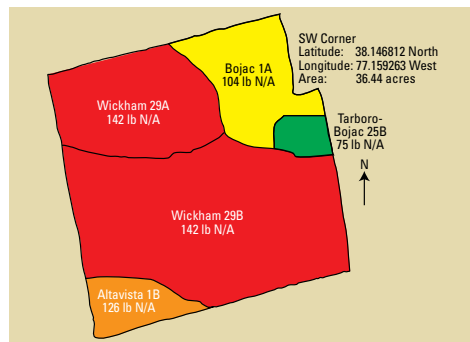 SW Corner
Latitude: 38.146812 North
Longitude: 77.159263 West
Area: 36.44 acres
Bojac 1A
104 lb N/A
Wickham 29A
142 lb N/A
Tarboro-
Bojac 25B
75 lb N/A
N
Wickham 29B
142 lb N/A
Altavista 1B
126 lb N/A